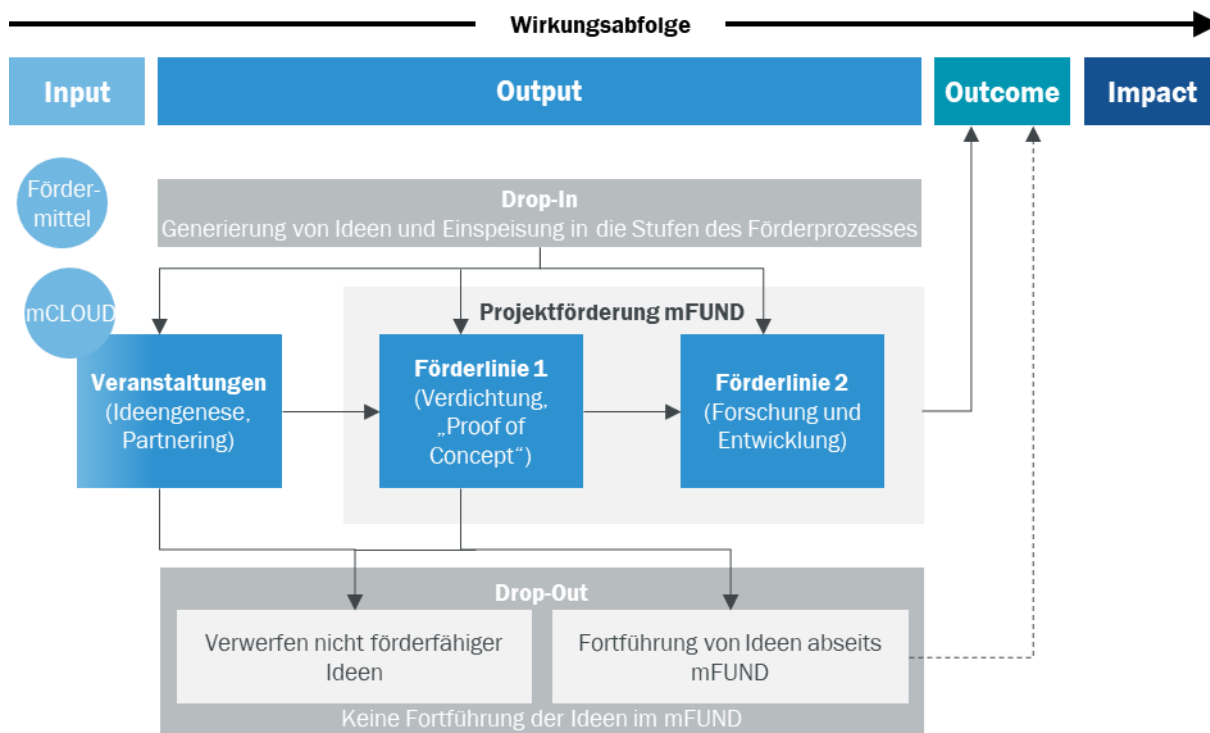 Wirkungsabfolge
Input
Output
Outcome
Impact
Förder-
mittel
Drop-In
Generierung von Ideen und Einspeisung in die Stufen des Förderprozesses
mCLOUD
Projektförderung mFUND
Veranstaltungen
(Ideengenese,
Partnering)
Förderlinie 1
(Verdichtung,
„Proof of
Concept“)
Förderlinie 2
(Forschung und
Entwicklung)
Drop-Out
Verwerfen nicht förderfähiger
Ideen
Fortführung von Ideen abseits
mFUND
Keine Fortführung der Ideen im mFUND